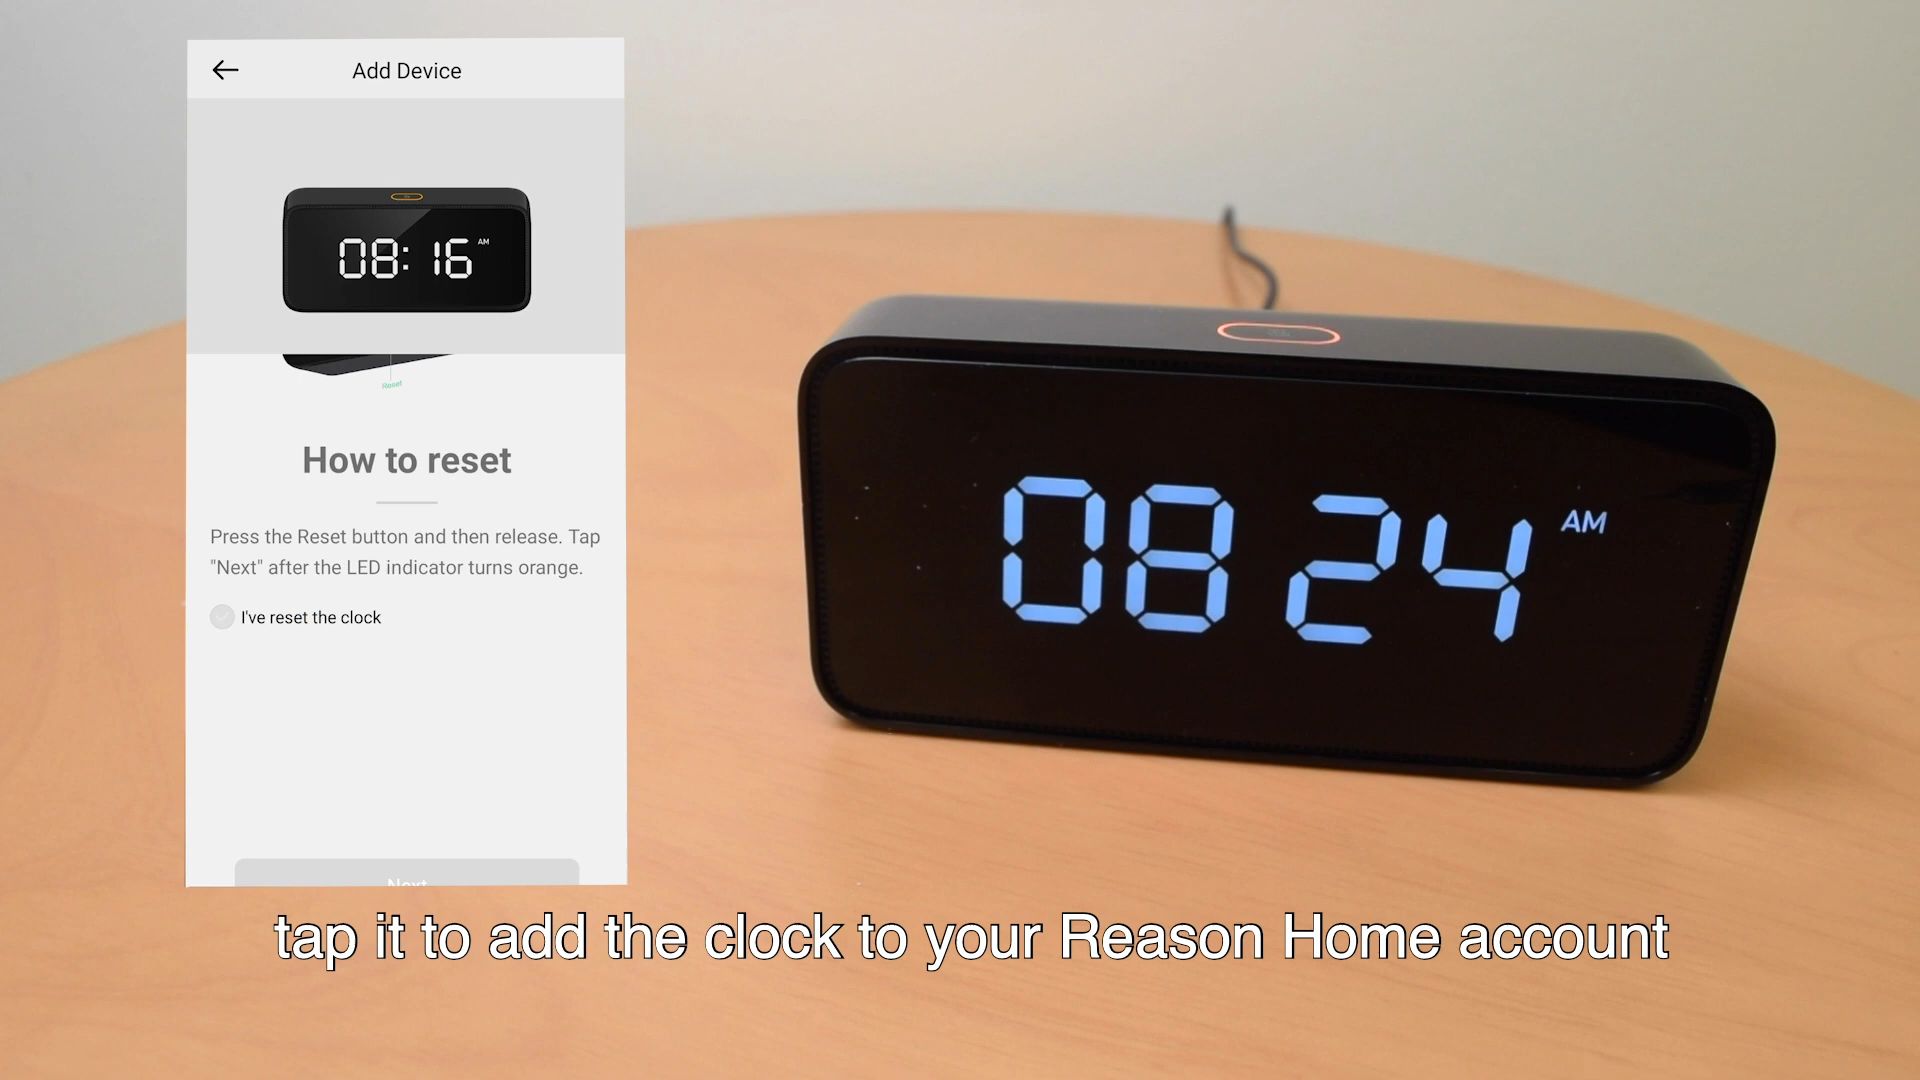 Add Device
08:16 AM
Reset
How to reset
Press the Reset button and then release. Tap
"Next" after the LED indicator turns orange.
I've reset the clock
Next
08 24 AM
tap it to add the clock to your Reason Home account